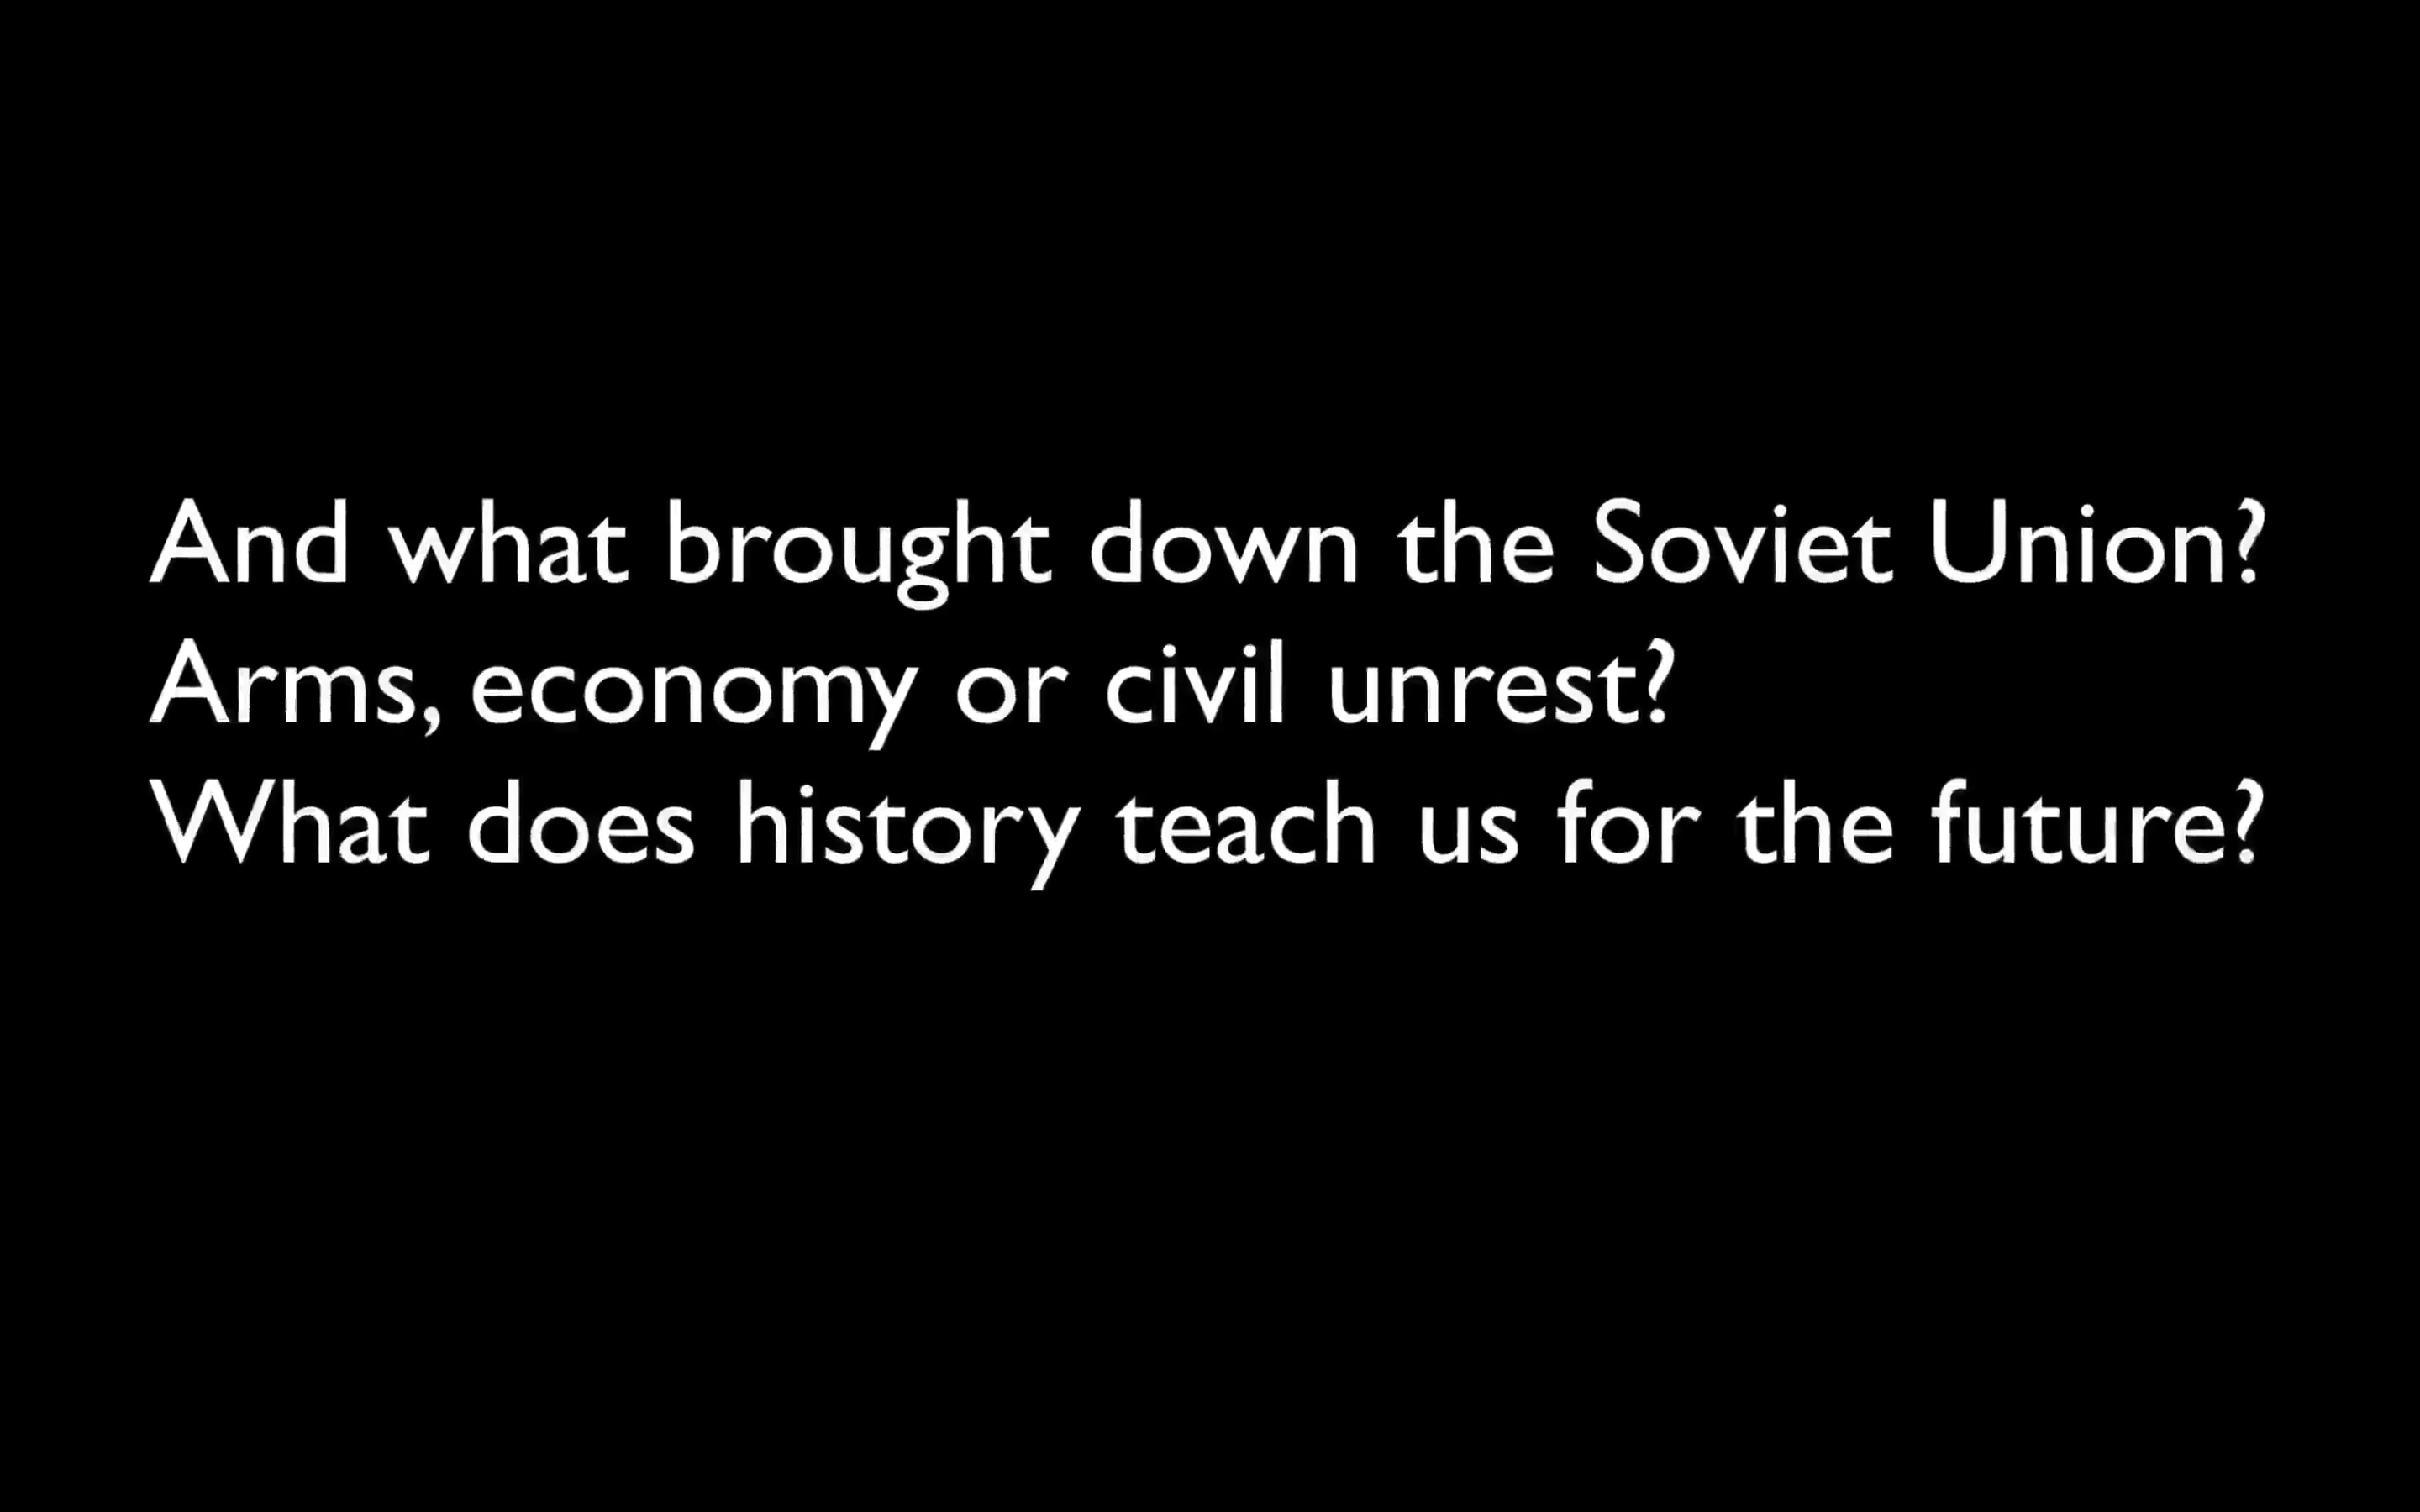 And what brought down the Soviet Union?
Arms, economy or civil unrest?
What does history teach us for the future?